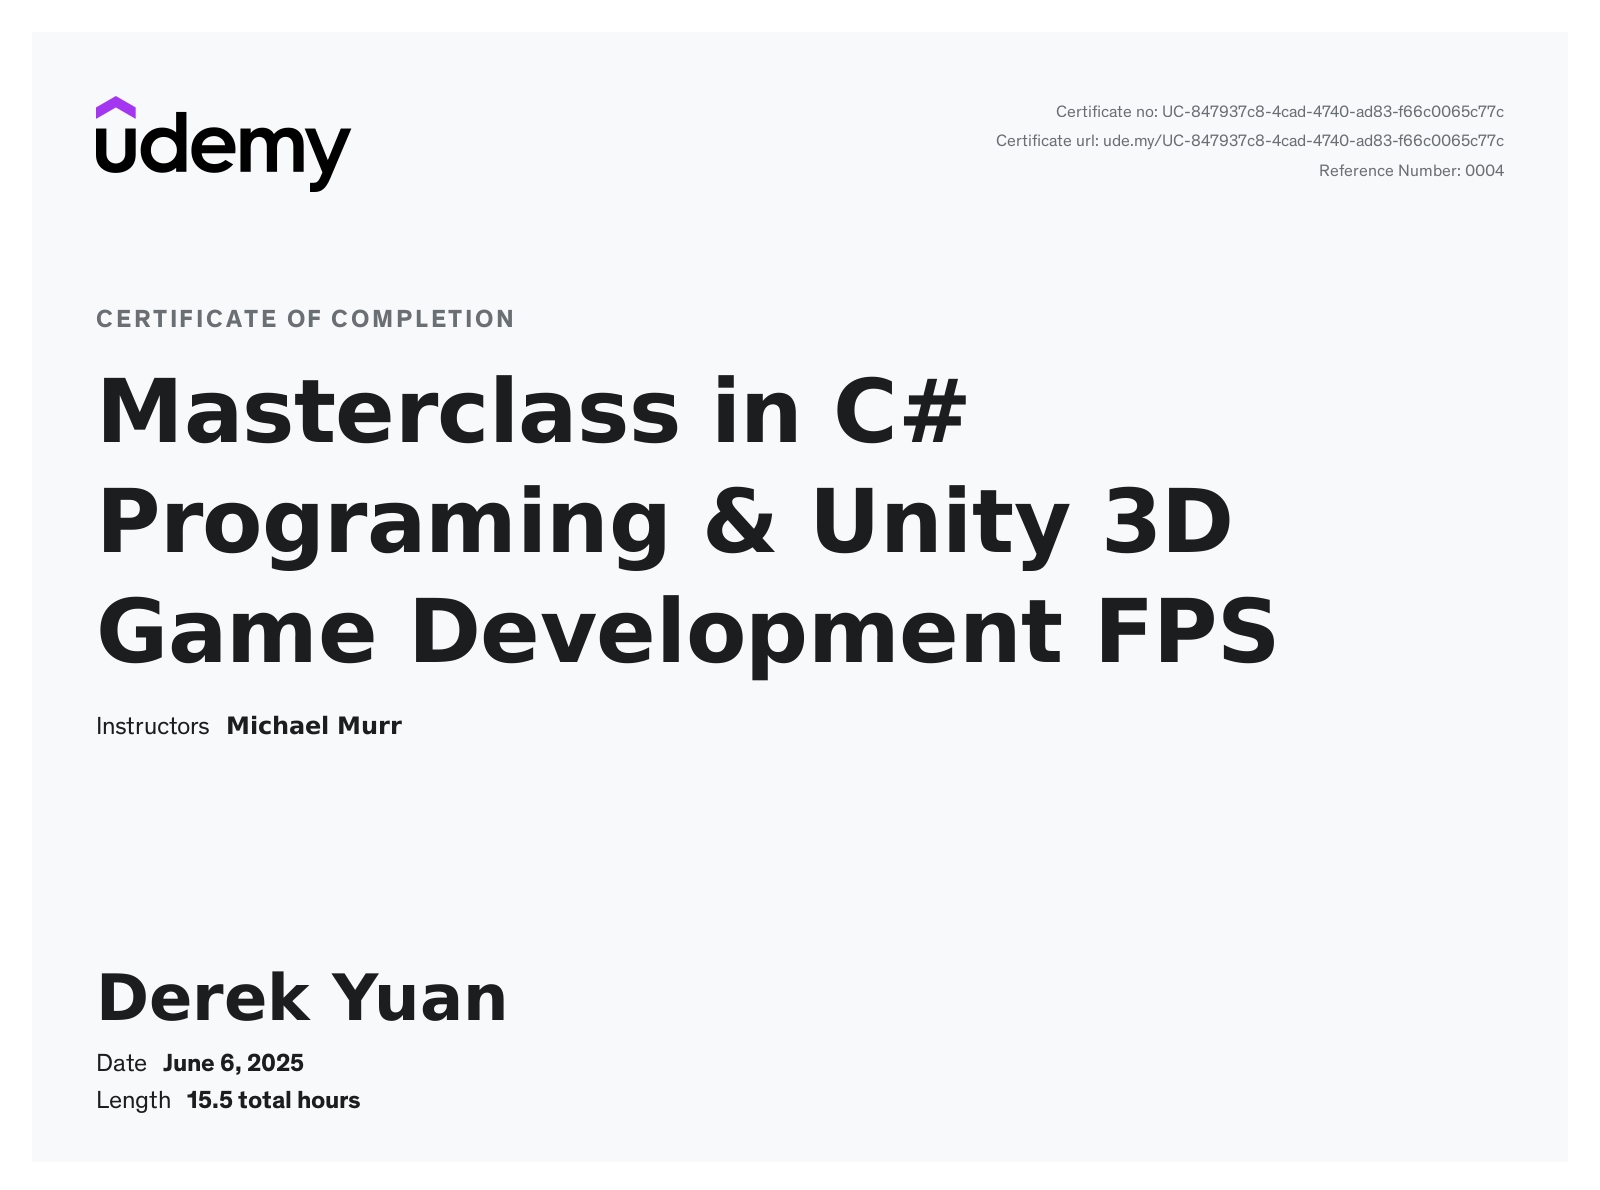 udemy
Certificate no: UC-847937c8-4cad-4740-ad83-f66c0065c77c
Certificate url: ude.my/UC-847937c8-4cad-4740-ad83-f66c0065c77c
Reference Number: 0004
CERTIFICATE OF COMPLETION
Masterclass in C#
Programing & Unity 3D
Game Development FPS
Instructors Michael Murr
Derek Yuan
Date June 6, 2025
Length 15.5 total hours